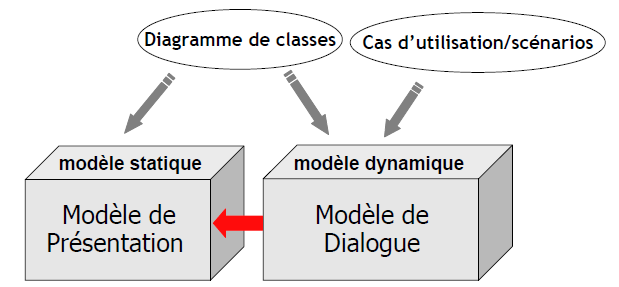 Diagramme de classes
Cas d’utilisation/scénarios
modèle statique
modèle dynamique
Modèle de
Présentation
Modèle de
Dialogue